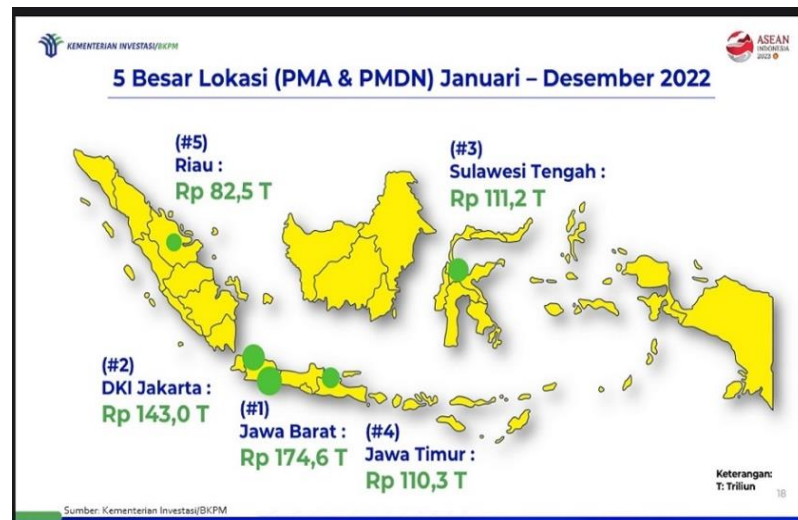 KEMENTERIAN INVESTASI/BKPM
ASEAN
INDONESIA
2023
5 Besar Lokasi (PMA & PMDN) Januari – Desember 2022
(#5)
Riau :
Rp 82,5 T
(#3)
Sulawesi Tengah :
Rp 111,2 T
(#2)
DKI Jakarta :
Rp 143,0 T
(#1)
Jawa Barat :
Rp 174,6 T
(#4)
Jawa Timur :
Rp 110,3 T
Keterangan:
T: Triliun
18
Sumber: Kementerian Investasi/BKPM